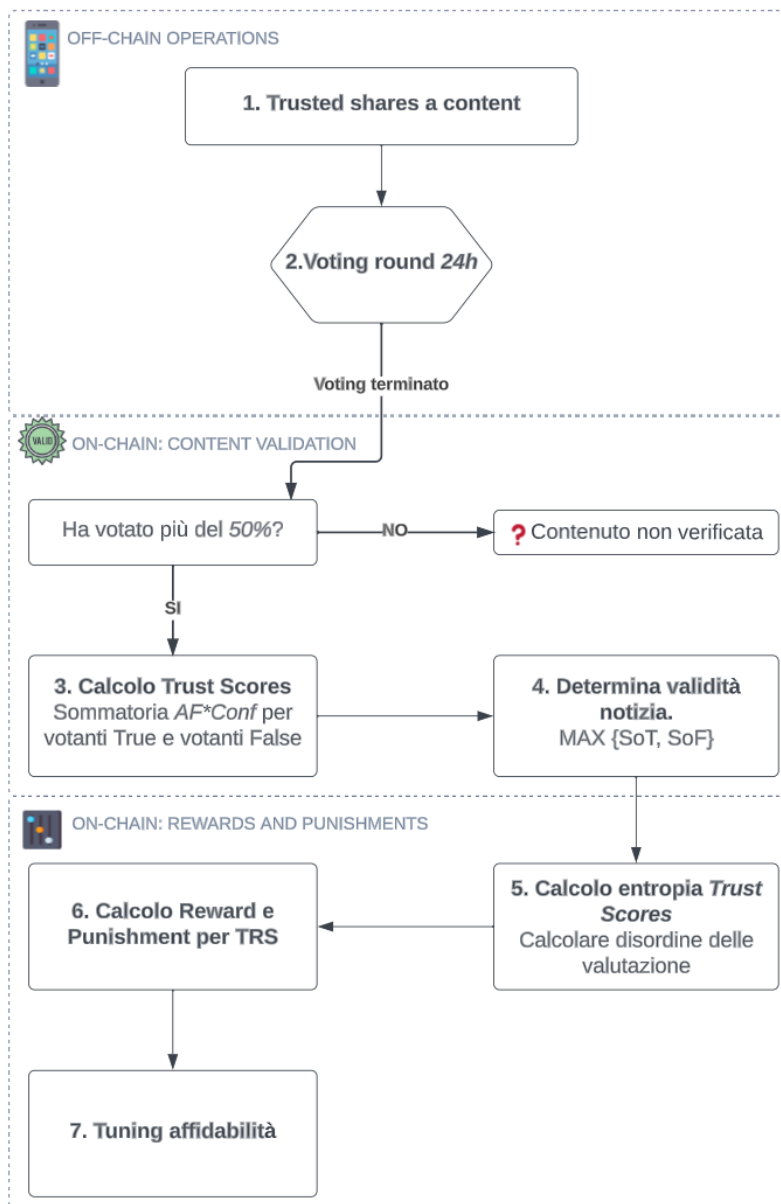 OFF-CHAIN OPERATIONS
1. Trusted shares a content
2.Voting round 24h
Voting terminato
VALID
ON-CHAIN: CONTENT VALIDATION
Ha votato più del 50%?
NO
? Contenuto non verificata
SI
3. Calcolo Trust Scores
Sommatoria AF*Conf per
votanti True e votanti False
4. Determina validità
notizia.
MAX {SoT, SoF}
ON-CHAIN: REWARDS AND PUNISHMENTS
5. Calcolo entropia Trust
Scores
Calcolare disordine delle
valutazione
6. Calcolo Reward e
Punishment per TRS
7. Tuning affidabilità